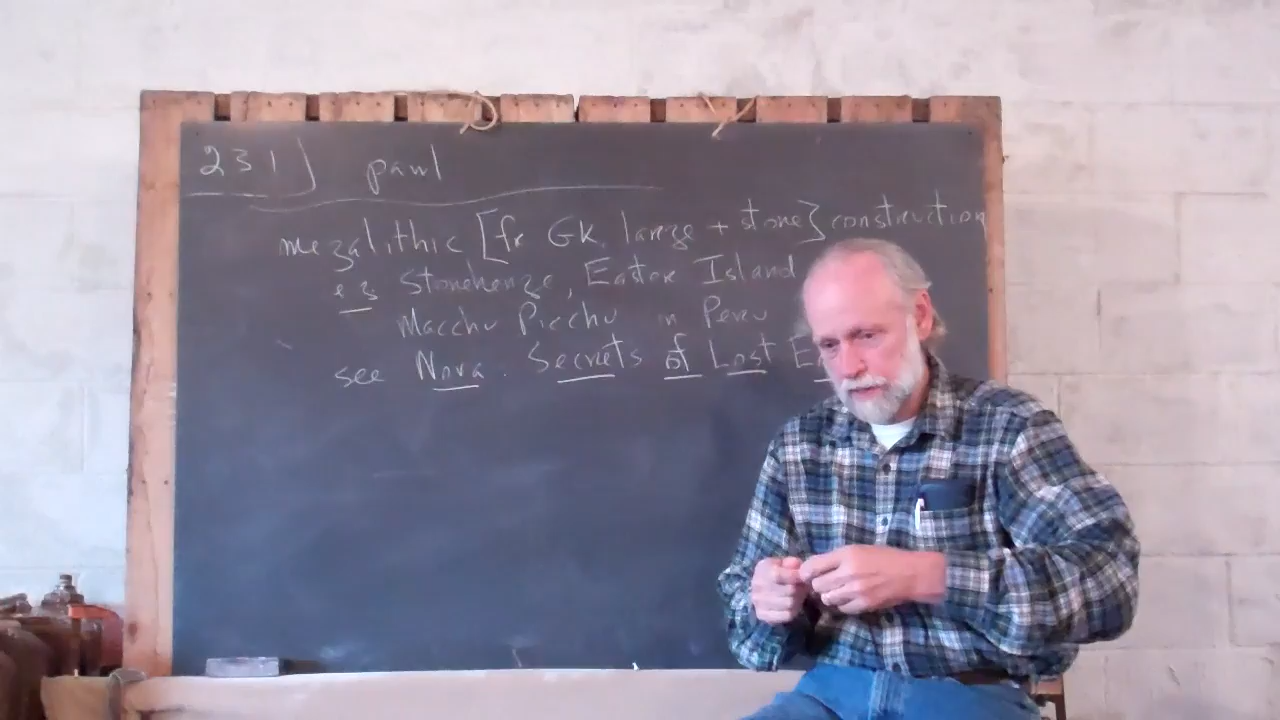 231) pawl
megalithic [fr GK. large + stone} construction
eg Stonehenge, Easter Island
Macchu Picchu in Peru
see Nova. Secrets of Lost E